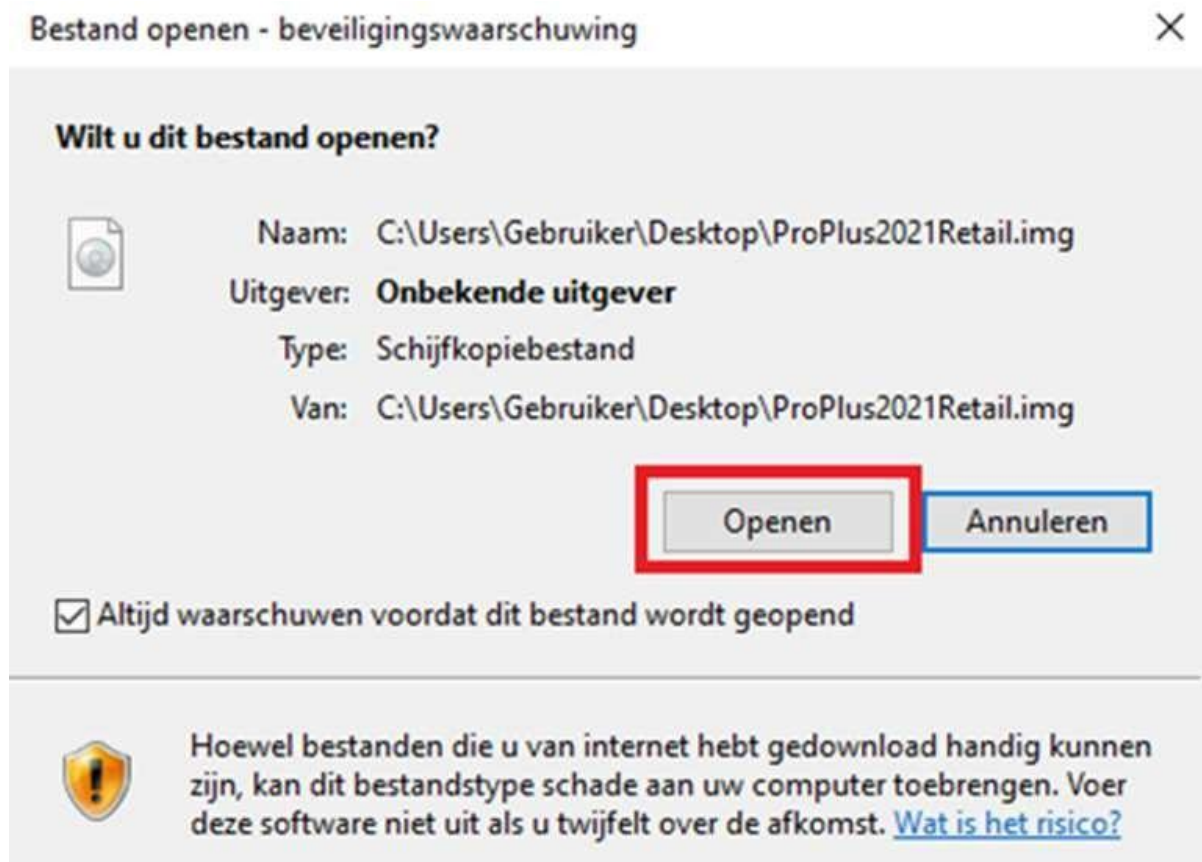 Bestand openen - beveiligingswaarschuwing
Wilt u dit bestand openen?
Naam: C:\Users\Gebruiker\Desktop\ProPlus2021Retail.img
Uitgever: Onbekende uitgever
Type: Schijfkopiebestand
Van: C:\Users\Gebruiker\Desktop\ProPlus2021Retail.img
Openen Annuleren
Altijd waarschuwen voordat dit bestand wordt geopend
Hoewel bestanden die u van internet hebt gedownload handig kunnen
zijn, kan dit bestandstype schade aan uw computer toebrengen. Voer
deze software niet uit als u twijfelt over de afkomst. Wat is het risico?